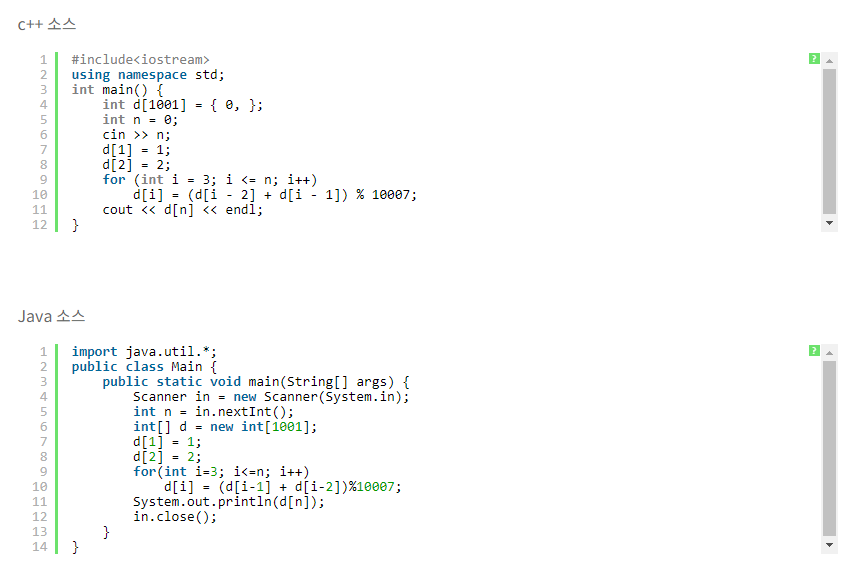 c++ 소스
?
1 #include<iostream>
2 using namespace std;
3 int main() {
4     int d[1001] = { 0, };
5     int n = 0;
6     cin >> n;
7     d[1] = 1;
8     d[2] = 2;
9     for (int i = 3; i <= n; i++)
10         d[i] = (d[i - 2] + d[i - 1]) % 10007;
11     cout << d[n] << endl;
12 }
Java 소스
?
1 import java.util.*;
2 public class Main {
3     public static void main(String[] args) {
4         Scanner in = new Scanner(System.in);
5         int n = in.nextInt();
6         int[] d = new int[1001];
7         d[1] = 1;
8         d[2] = 2;
9         for(int i=3; i<=n; i++)
10             d[i] = (d[i-1] + d[i-2])%10007;
11         System.out.println(d[n]);
12         in.close();
13     }
14 }